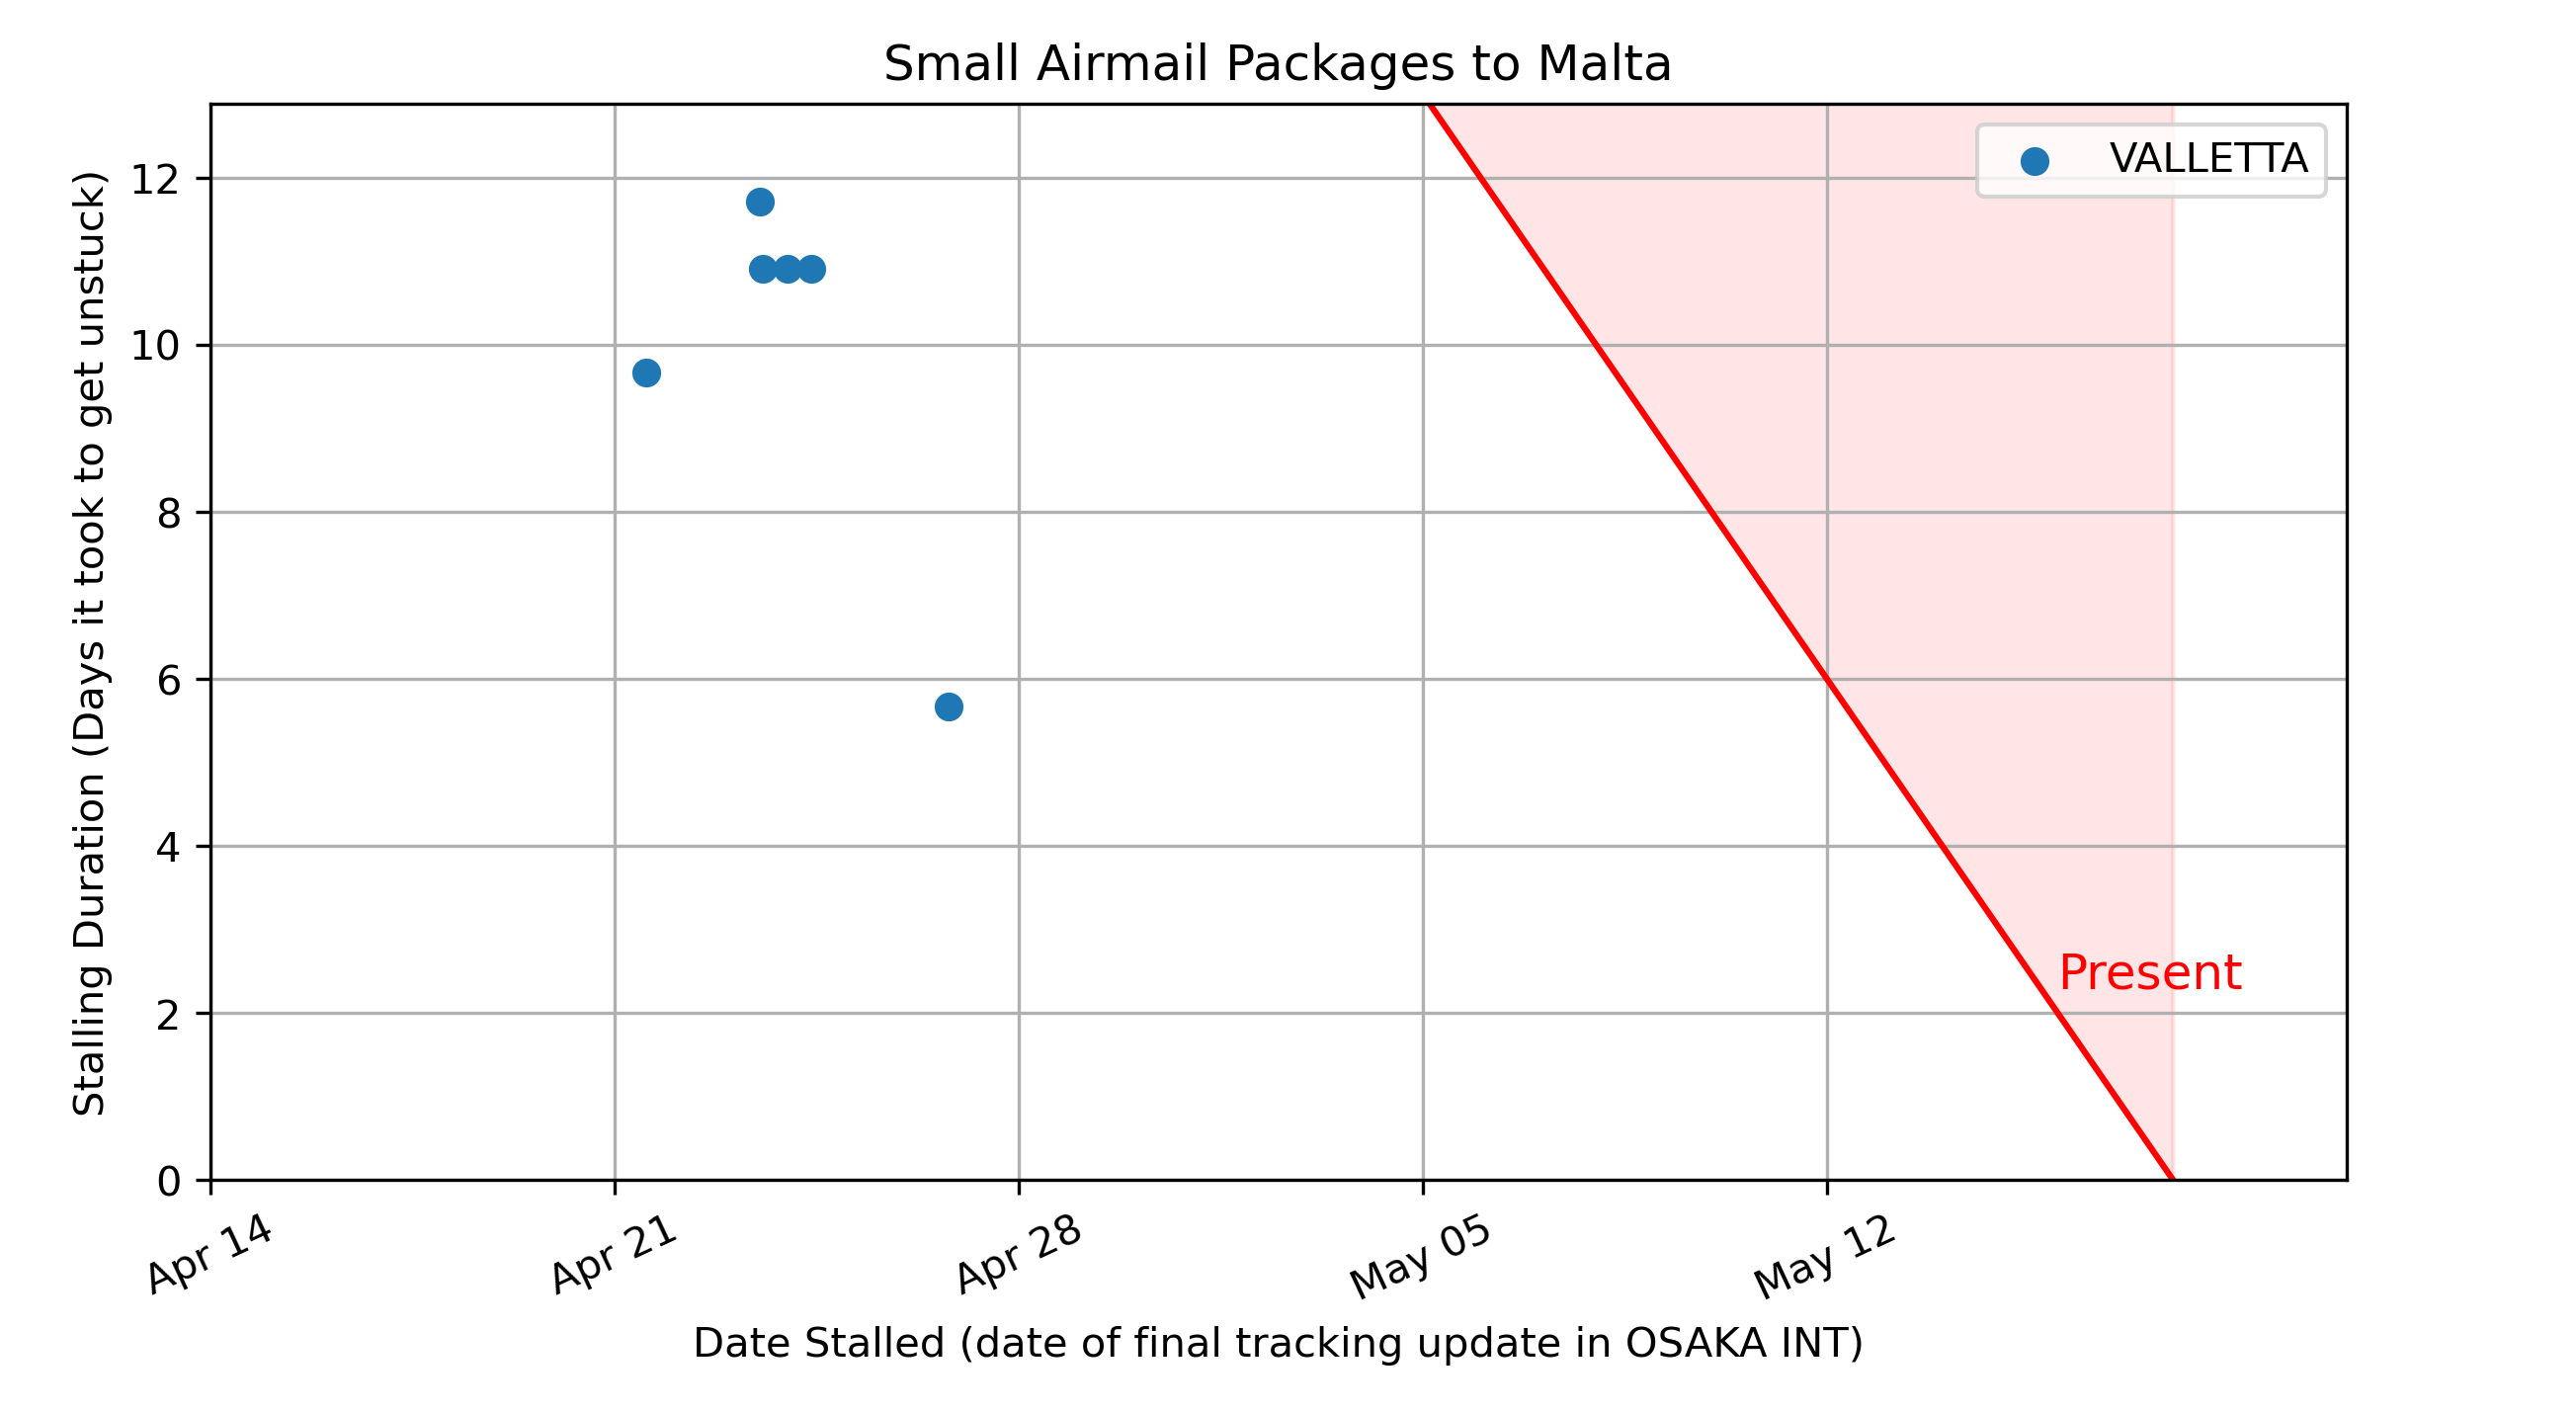 Small Airmail Packages to Malta
VALLETTA
Stalling Duration (Days it took to get unstuck)
12
10
8
6
4
2
0
Present
Apr 14
Apr 21
Apr 28
May 05
May 12
Date Stalled (date of final tracking update in OSAKA INT)